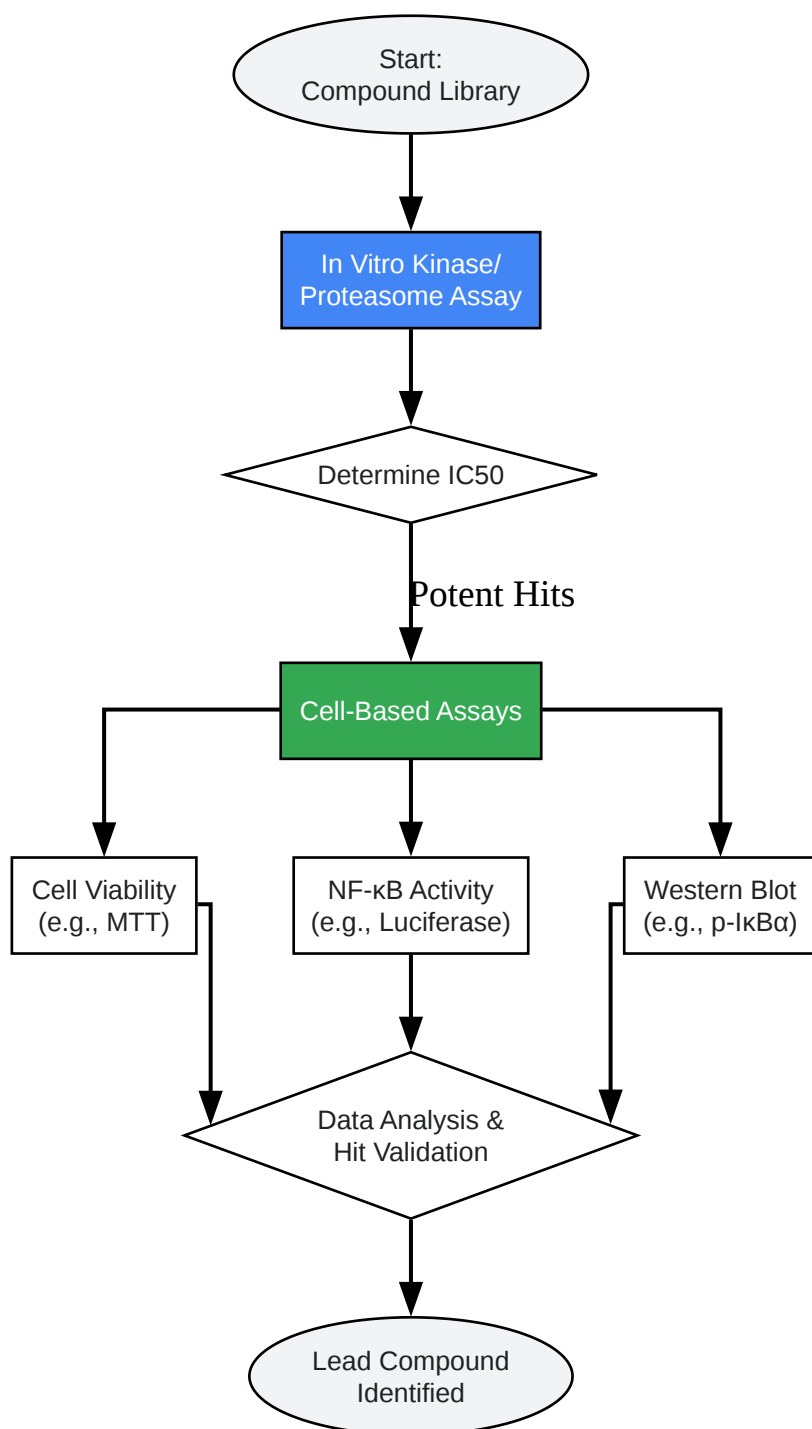 Start:
Compound Library
In Vitro Kinase/
Proteasome Assay
Determine IC50
Potent Hits
Cell-Based Assays
Cell Viability
(e.g., MTT)
NF-κB Activity
(e.g., Luciferase)
Western Blot
(e.g., p-IκBα)
Data Analysis &
Hit Validation
Lead Compound
Identified